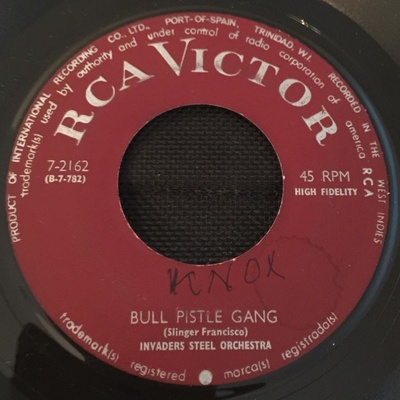 PRODUCT OF INTERNATIONAL RECORDING CO., LTD., PORT-OF-SPAIN, TRINIDAD, W.I. RECORDED IN THE WEST INDIES
trademark(s) used by authority and under control of radio corporation of america RCA
RCA VICTOR
7-2162
(B-7-782)
45 RPM
HIGH FIDELITY
KNOX
BULL PISTLE GANG
(Slinger Francisco)
INVADERS STEEL ORCHESTRA
trademark(s) registered marca(s) registrada(s)